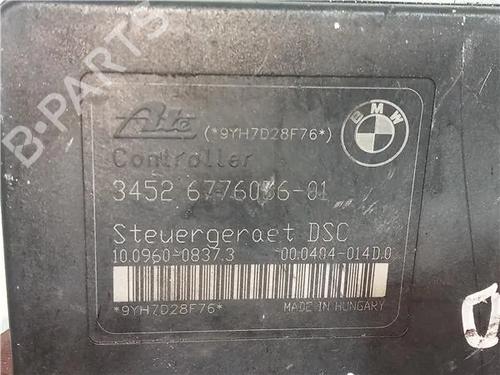 B-PARTS
Ate (*9YH7D28F76*)
BMW
Controller
3452 6776056-01
Steuergeraet DSC
10.0960-0837.3 00.0404-014D.0
*9YH7D28F76* MADE IN HUNGARY